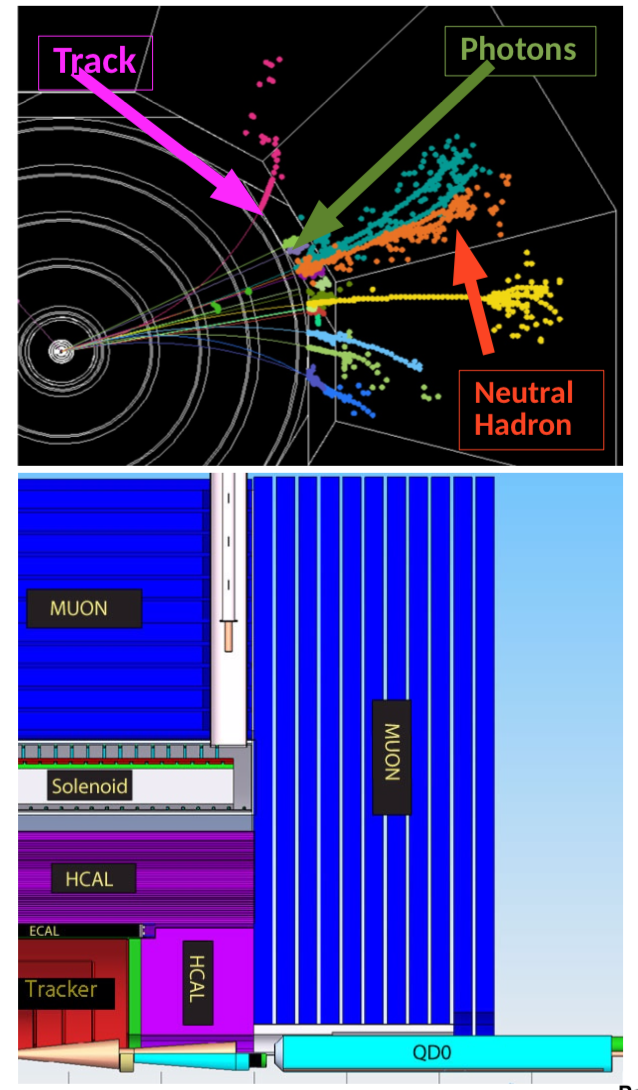 Track
Photons
Neutral
Hadron
MUON
MUON
Solenoid
HCAL
ECAL
HCAL
Tracker
QD0